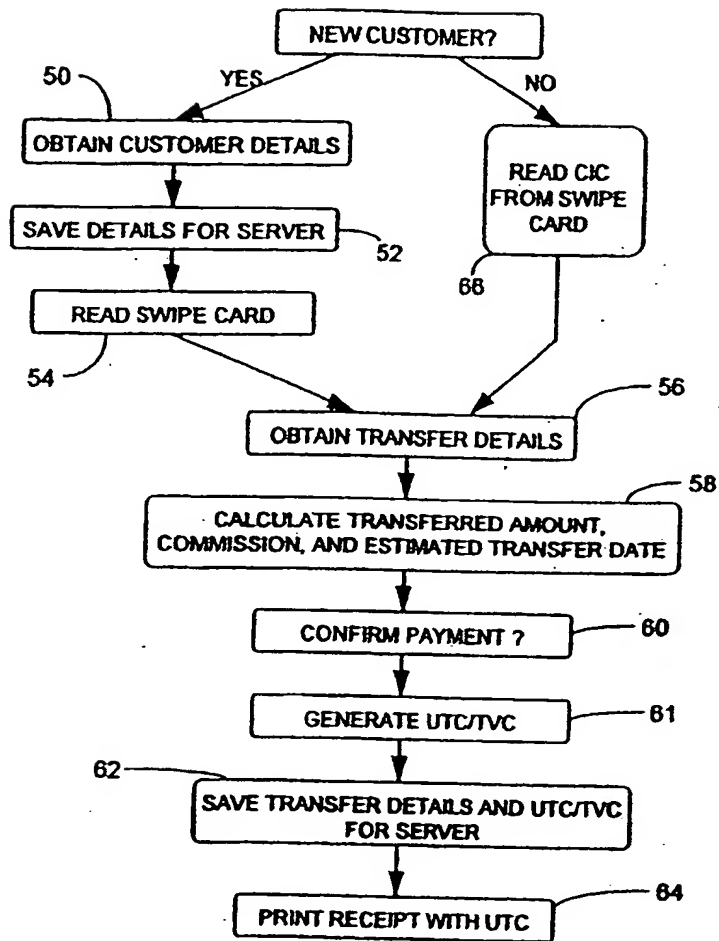 NEW CUSTOMER?
50
YES
NO
OBTAIN CUSTOMER DETAILS
READ CIC
FROM SWIPE
CARD
SAVE DETAILS FOR SERVER
52
66
READ SWIPE CARD
54
56
OBTAIN TRANSFER DETAILS
58
CALCULATE TRANSFERRED AMOUNT,
COMMISSION, AND ESTIMATED TRANSFER DATE
CONFIRM PAYMENT ?
60
GENERATE UTC/TVC
61
62
SAVE TRANSFER DETAILS AND UTC/TVC
FOR SERVER
64
PRINT RECEIPT WITH UTC